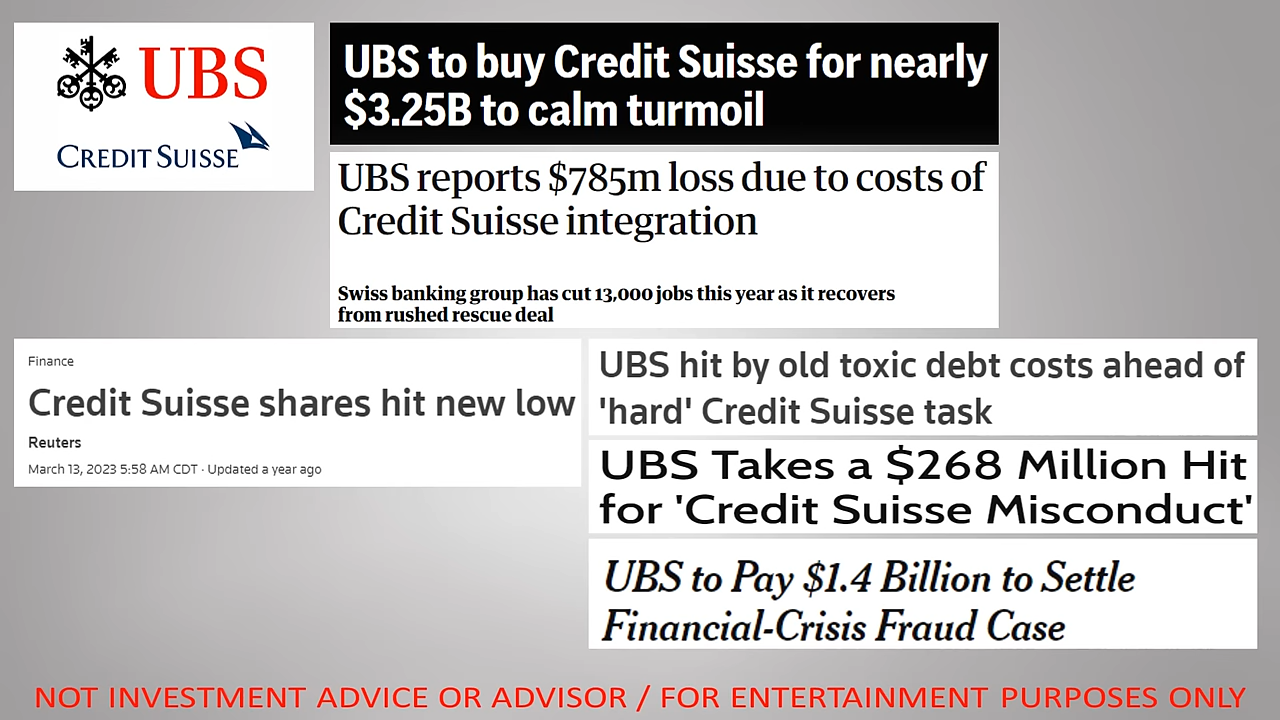 UBS
CREDIT SUISSE
UBS to buy Credit Suisse for nearly
$3.25B to calm turmoil
UBS reports $785m loss due to costs of
Credit Suisse integration
Swiss banking group has cut 13,000 jobs this year as it recovers
from rushed rescue deal
Finance
Credit Suisse shares hit new low
Reuters
March 13, 2023 5:58 AM CDT · Updated a year ago
UBS hit by old toxic debt costs ahead of
'hard' Credit Suisse task
UBS Takes a $268 Million Hit
for 'Credit Suisse Misconduct'
UBS to Pay $1.4 Billion to Settle
Financial-Crisis Fraud Case
NOT INVESTMENT ADVICE OR ADVISOR / FOR ENTERTAINMENT PURPOSES ONLY